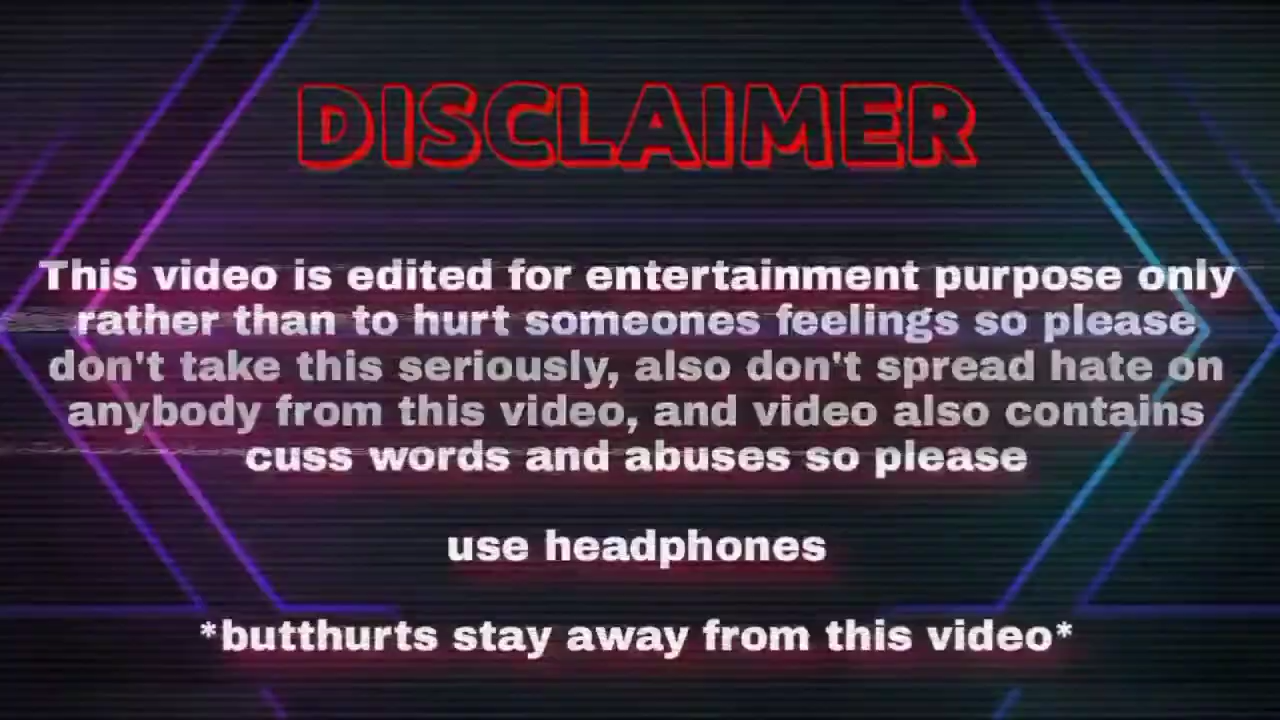 DISCLAIMER
This video is edited for entertainment purpose only
rather than to hurt someones feelings so please
don't take this seriously, also don't spread hate on
anybody from this video, and video also contains
cuss words and abuses so please
use headphones
*butthurts stay away from this video*